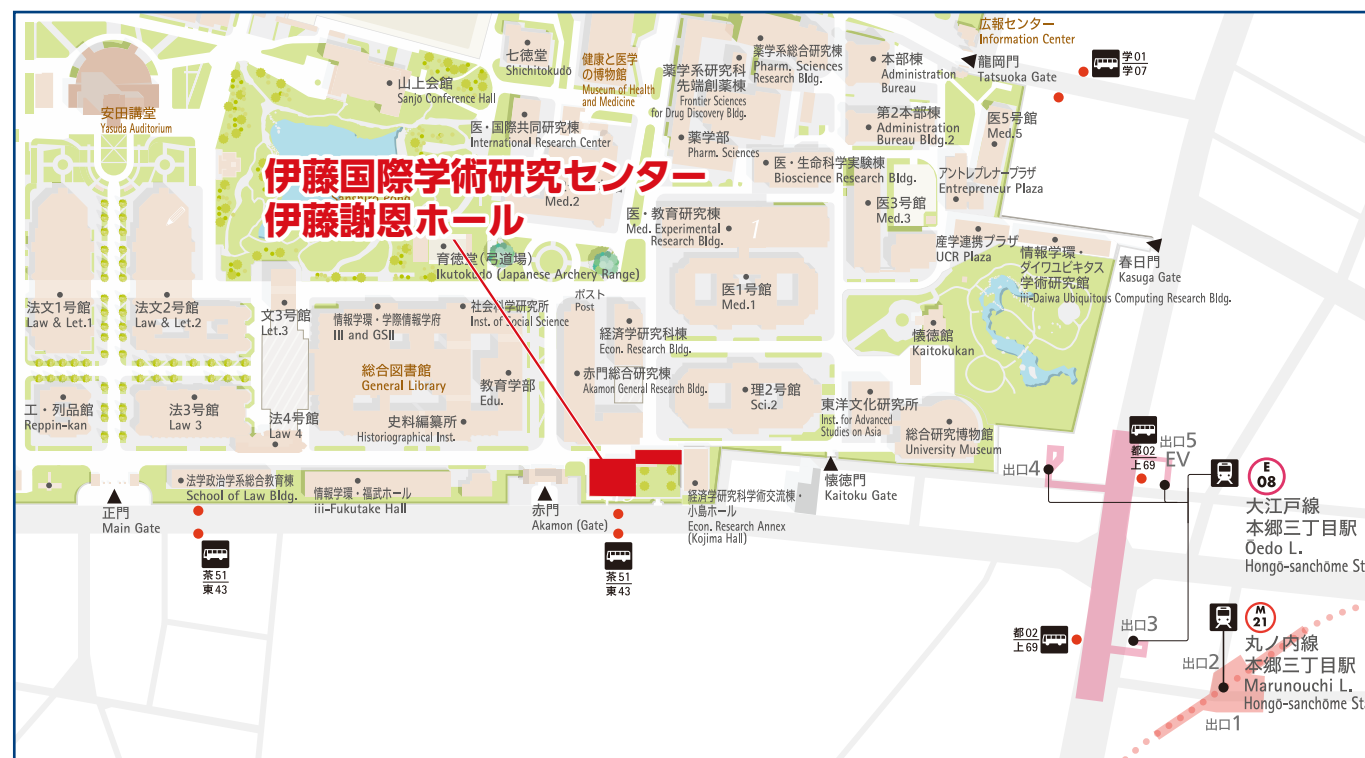 広報センター
Information Center
七徳堂
Shichitokudō
健康と医学
の博物館
Museum of Health
and Medicine
薬学系総合研究棟
Pharm. Sciences
Research Bldg.
本部棟
Administration
Bureau
龍岡門
Tatsuoka Gate
学01
学07
山上会館
Sanjo Conference Hall
薬学系研究科
先端創薬棟
Frontier Sciences
for Drug Discovery Bldg.
安田講堂
Yasuda Auditorium
医・国際共同研究棟
International Research Center
第2本部棟
Administration
Bureau Bldg.2
医5号館
Med.5
薬学部
Pharm. Sciences
医・生命科学実験棟
Bioscience Research Bldg.
アントレプレナープラザ
Entrepreneur Plaza
伊藤国際学術研究センター
伊藤謝恩ホール
Med.2
医・教育研究棟
Med. Experimental
Research Bldg.
1
医3号館
Med.3
産学連携プラザ
UCR Plaza
情報学環・
ダイワユビキタス
学術研究館
iii-Daiwa Ubiquitous Computing Research Bldg.
春日門
Kasuga Gate
育徳堂(弓道場)
Ikutokudo (Japanese Archery Range)
法文1号館
Law & Let.1
法文2号館
Law & Let.2
文3号館
Let.3
情報学環・学際情報学府
III and GSII
社会科学研究所
Inst. of Social Science
ポスト
Post
経済学研究科棟
Econ. Research Bldg.
医1号館
Med.1
懐徳館
Kaitokukan
総合図書館
General Library
教育学部
Edu.
赤門総合研究棟
Akamon General Research Bldg.
理2号館
Sci.2
東洋文化研究所
Inst. for Advanced
Studies on Asia
工・列品館
Reppin-kan
法3号館
Law 3
法4号館
Law 4
史料編纂所
Historiographical Inst.
総合研究博物館
University Museum
都02
上69
出口5
EV
出口4
E
08
大江戸線
本郷三丁目駅
Ōedo L.
Hongō-sanchōme St
正門
Main Gate
法学政治学系総合教育棟
School of Law Bldg.
情報学環・福武ホール
iii-Fukutake Hall
赤門
Akamon (Gate)
経済学研究科学術交流棟・
小島ホール
Econ. Research Annex
(Kojima Hall)
懐徳門
Kaitoku Gate
茶51
東43
茶51
東43
都02
上69
出口3
M
21
丸ノ内線
本郷三丁目駅
Marunouchi L.
Hongō-sanchōme Sta
出口2
出口1